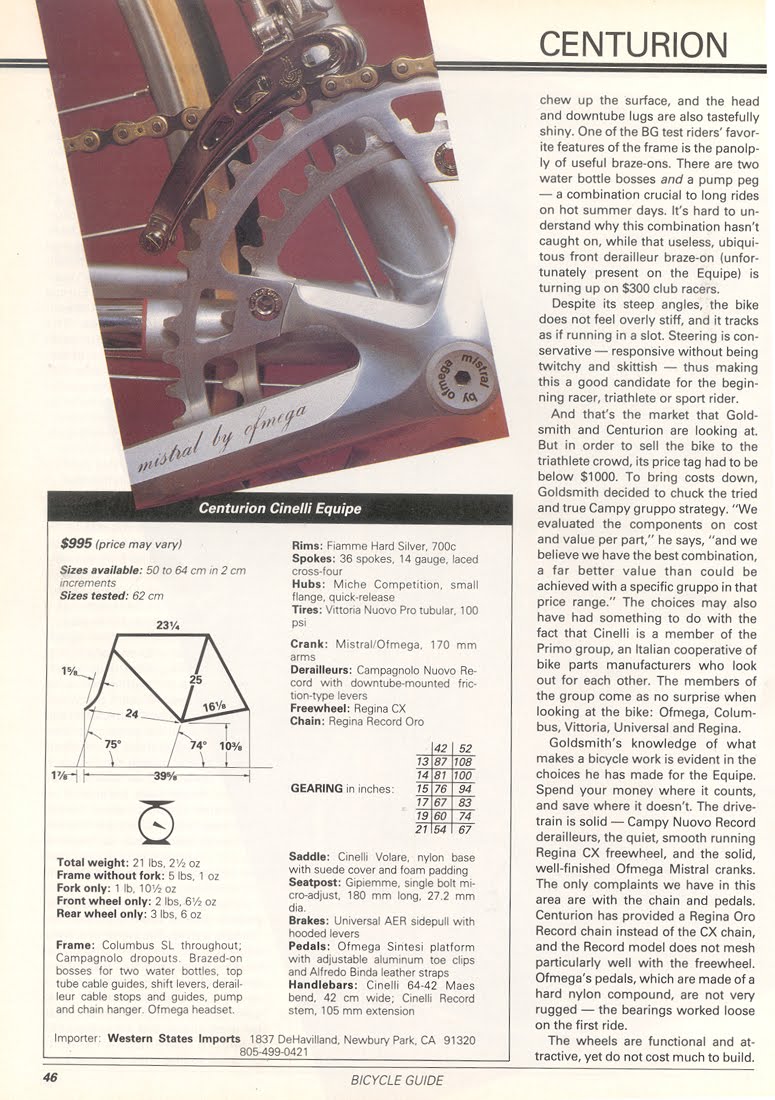 CENTURION
mistral by ofmega
ofmega mistral by
chew up the surface, and the head
and downtube lugs are also tastefully
shiny. One of the BG test riders’ favor-
ite features of the frame is the panolp-
ly of useful braze-ons. There are two
water bottle bosses and a pump peg
— a combination crucial to long rides
on hot summer days. It’s hard to un-
derstand why this combination hasn’t
caught on, while that useless, ubiqui-
tous front derailleur braze-on (unfor-
tunately present on the Equipe) is
turning up on $300 club racers.
Despite its steep angles, the bike
does not feel overly stiff, and it tracks
as if running in a slot. Steering is con-
servative — responsive without being
twitchy and skittish — thus making
this a good candidate for the begin-
ning racer, triathlete or sport rider.
And that’s the market that Gold-
smith and Centurion are looking at.
But in order to sell the bike to the
triathlete crowd, its price tag had to be
below $1000. To bring costs down,
Goldsmith decided to chuck the tried
and true Campy gruppo strategy. “We
evaluated the components on cost
and value per part,” he says, “and we
believe we have the best combination,
a far better value than could be
achieved with a specific gruppo in that
price range.” The choices may also
have had something to do with the
fact that Cinelli is a member of the
Primo group, an Italian cooperative of
bike parts manufacturers who look
out for each other. The members of
the group come as no surprise when
looking at the bike: Ofmega, Colum-
bus, Vittoria, Universal and Regina.
Goldsmith’s knowledge of what
makes a bicycle work is evident in the
choices he has made for the Equipe.
Spend your money where it counts,
and save where it doesn’t. The drive-
train is solid — Campy Nuovo Record
derailleurs, the quiet, smooth running
Regina CX freewheel, and the solid,
well-finished Ofmega Mistral cranks.
The only complaints we have in this
area are with the chain and pedals.
Centurion has provided a Regina Oro
Record chain instead of the CX chain,
and the Record model does not mesh
particularly well with the freewheel.
Ofmega’s pedals, which are made of a
hard nylon compound, are not very
rugged — the bearings worked loose
on the first ride.
The wheels are functional and at-
tractive, yet do not cost much to build.
Centurion Cinelli Equipe
$995 (price may vary)
Sizes available: 50 to 64 cm in 2 cm
increments
Sizes tested: 62 cm
23¼
1⅝
25
24
16⅛
75°
74°
10⅜
1⅞
39⅝
Total weight: 21 lbs, 2½ oz
Frame without fork: 5 lbs, 1 oz
Fork only: 1 lb, 10½ oz
Front wheel only: 2 lbs, 6½ oz
Rear wheel only: 3 lbs, 6 oz
Frame: Columbus SL throughout;
Campagnolo dropouts. Brazed-on
bosses for two water bottles, top
tube cable guides, shift levers, derail-
leur cable stops and guides, pump
and chain hanger. Ofmega headset.
Rims: Fiamme Hard Silver, 700c
Spokes: 36 spokes, 14 gauge, laced
cross-four
Hubs: Miche Competition, small
flange, quick-release
Tires: Vittoria Nuovo Pro tubular, 100
psi
Crank: Mistral/Ofmega, 170 mm
arms
Derailleurs: Campagnolo Nuovo Re-
cord with downtube-mounted fric-
tion-type levers
Freewheel: Regina CX
Chain: Regina Record Oro
GEARING in inches:
42 52
13 87 108
14 81 100
15 76 94
17 67 83
19 60 74
21 54 67
Saddle: Cinelli Volare, nylon base
with suede cover and foam padding
Seatpost: Gipiemme, single bolt mi-
cro-adjust, 180 mm long, 27.2 mm
dia.
Brakes: Universal AER sidepull with
hooded levers
Pedals: Ofmega Sintesi platform
with adjustable aluminum toe clips
and Alfredo Binda leather straps
Handlebars: Cinelli 64-42 Maes
bend, 42 cm wide; Cinelli Record
stem, 105 mm extension
Importer: Western States Imports 1837 DeHavilland, Newbury Park, CA 91320
805-499-0421
46
BICYCLE GUIDE